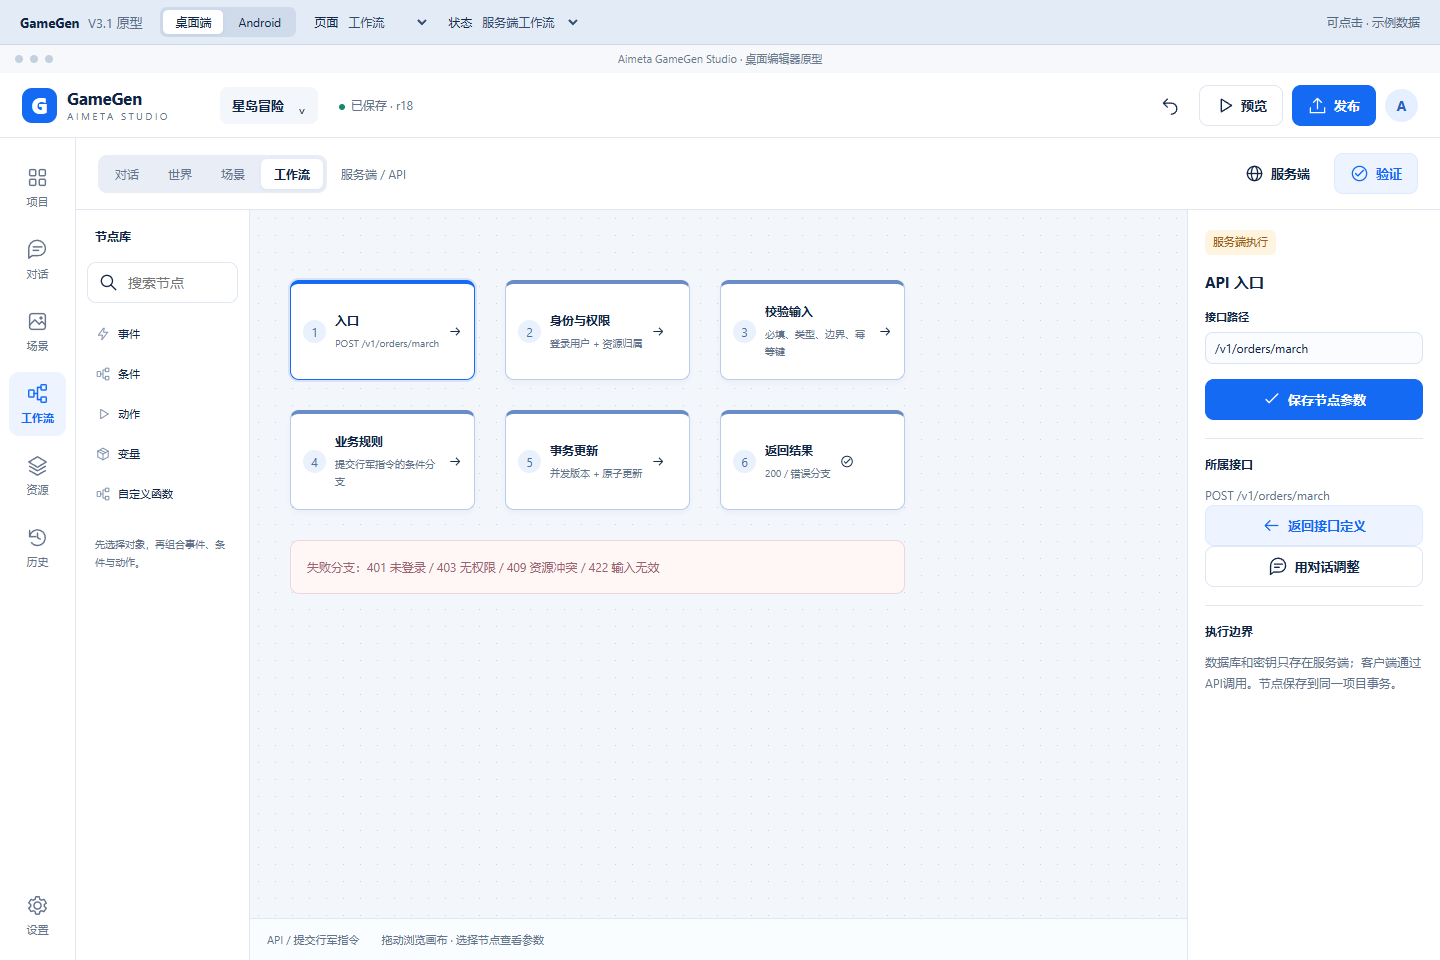 GameGen V3.1 原型 桌面端 Android 页面 工作流 状态 服务端工作流 可点击 · 示例数据
Aimeta GameGen Studio · 桌面编辑器原型
G GameGen
AIMETA STUDIO
星岛冒险 已保存 · r18 预览 发布 A
对话 世界 场景 工作流 服务端 / API 服务端 验证
项目
对话
场景
工作流
资源
历史
设置
节点库
搜索节点
事件
条件
动作
变量
自定义函数
先选择对象，再组合事件、条
件与动作。
1 入口
POST /v1/orders/march
2 身份与权限
登录用户 + 资源归属
3 校验输入
必填、类型、边界、幂
等键
4 业务规则
提交行军指令的条件分
支
5 事务更新
并发版本 + 原子更新
6 返回结果
200 / 错误分支
失败分支：401 未登录 / 403 无权限 / 409 资源冲突 / 422 输入无效
API / 提交行军指令 拖动浏览画布 · 选择节点查看参数
服务端执行
API 入口
接口路径
/v1/orders/march
保存节点参数
所属接口
POST /v1/orders/march
返回接口定义
用对话调整
执行边界
数据库和密钥只存在服务端；客户端通过
API调用。节点保存到同一项目事务。